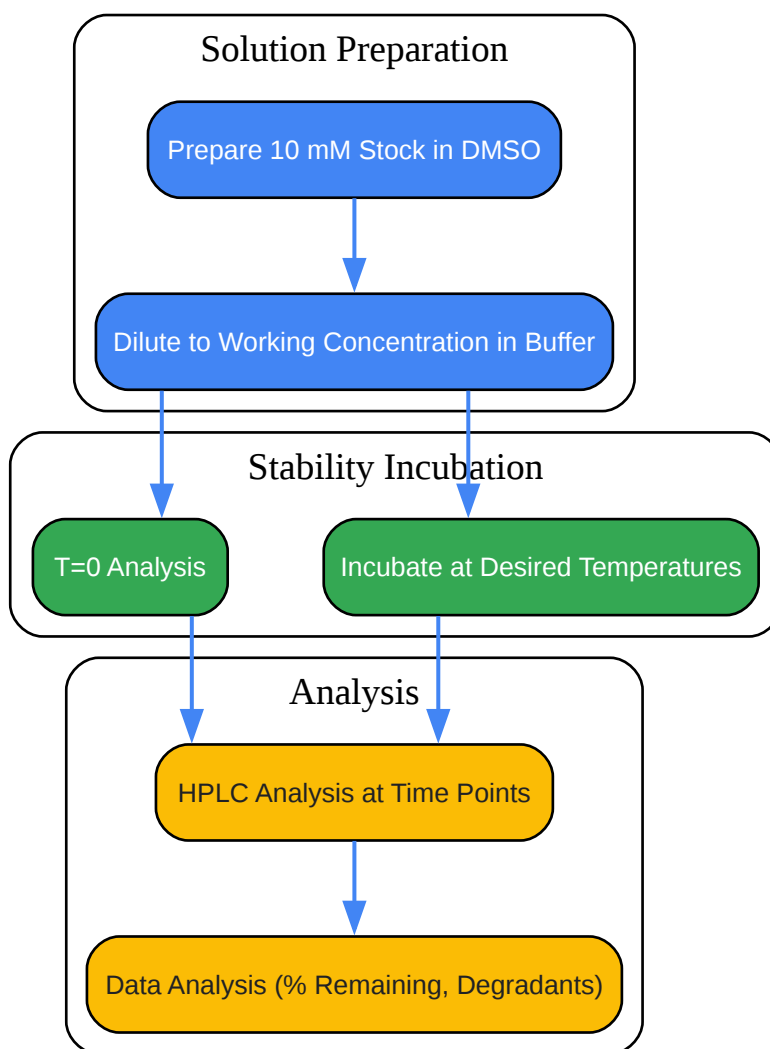 Solution Preparation
Prepare 10 mM Stock in DMSO
Dilute to Working Concentration in Buffer
Stability Incubation
T=0 Analysis
Incubate at Desired Temperatures
Analysis
HPLC Analysis at Time Points
Data Analysis (% Remaining, Degradants)